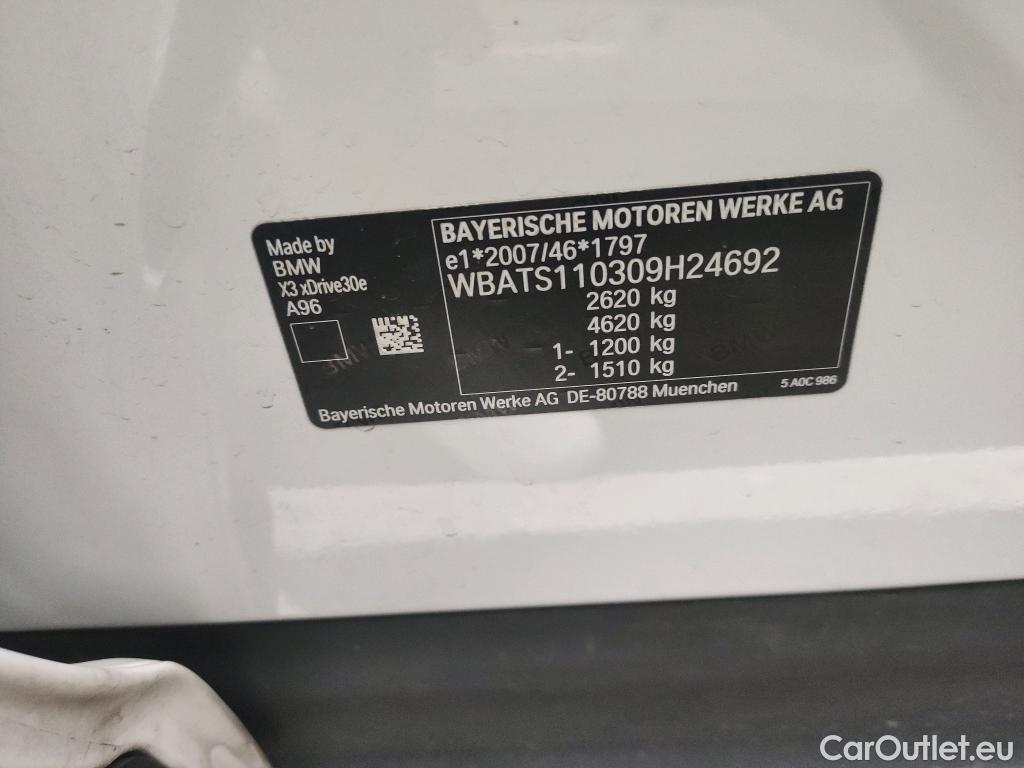 Made by
BMW
X3 xDrive30e
A96
BAYERISCHE MOTOREN WERKE AG
e1*2007/46*1797
WBATS110309H24692
2620 kg
4620 kg
1- 1200 kg
2- 1510 kg
Bayerische Motoren Werke AG DE-80788 Muenchen
5 A0C 986
CarOutlet.eu